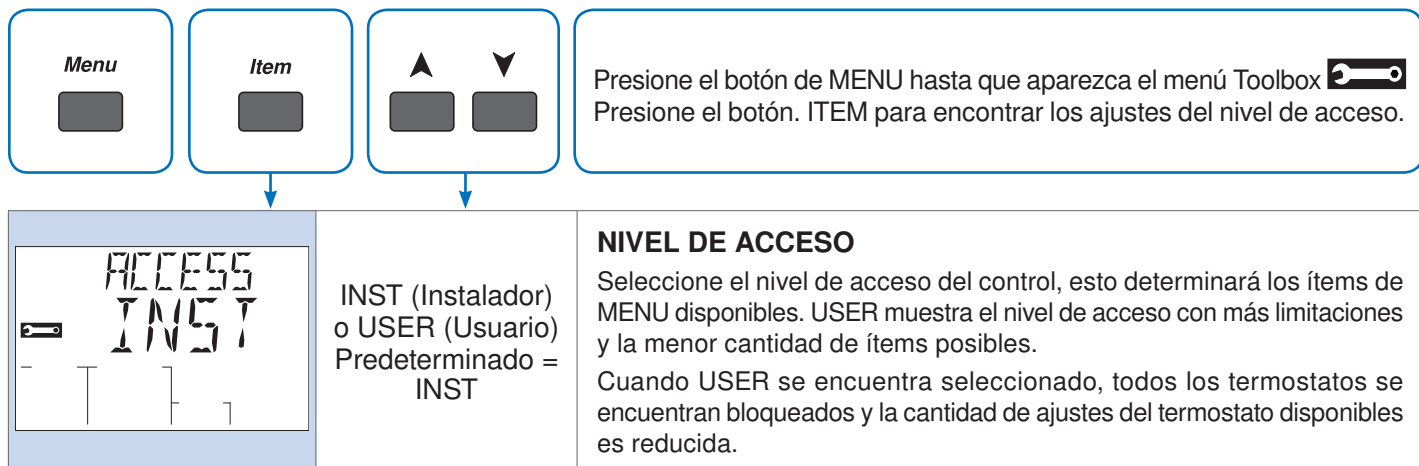 Menu
Item
Presione el botón de MENU hasta que aparezca el menú Toolbox
Presione el botón. ITEM para encontrar los ajustes del nivel de acceso.
ACCESS
INST
INST (Instalador)
o USER (Usuario)
Predeterminado =
INST
NIVEL DE ACCESO
Seleccione el nivel de acceso del control, esto determinará los ítems de
MENU disponibles. USER muestra el nivel de acceso con más limitaciones
y la menor cantidad de ítems posibles.
Cuando USER se encuentra seleccionado, todos los termostatos se
encuentran bloqueados y la cantidad de ajustes del termostato disponibles
es reducida.